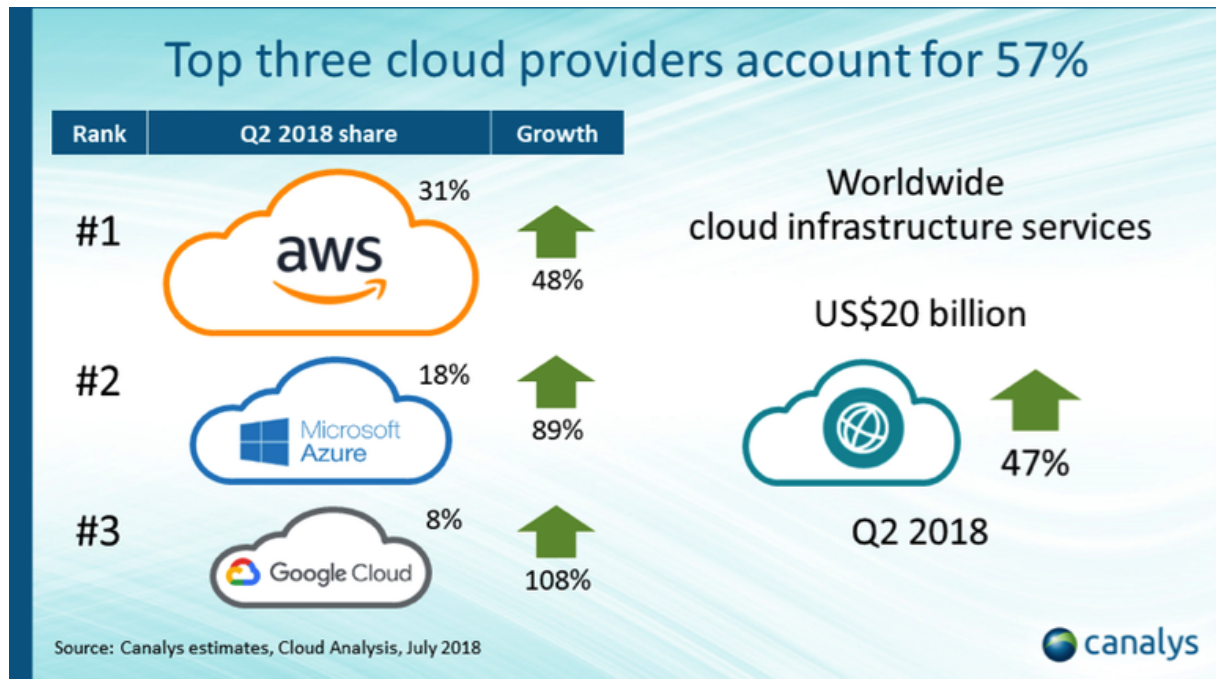 Top three cloud providers account for 57%
Rank Q2 2018 share Growth
#1 aws 31% 48%
#2 Microsoft Azure 18% 89%
#3 Google Cloud 8% 108%
Worldwide
cloud infrastructure services
US$20 billion
47%
Q2 2018
Source: Canalys estimates, Cloud Analysis, July 2018
canalys